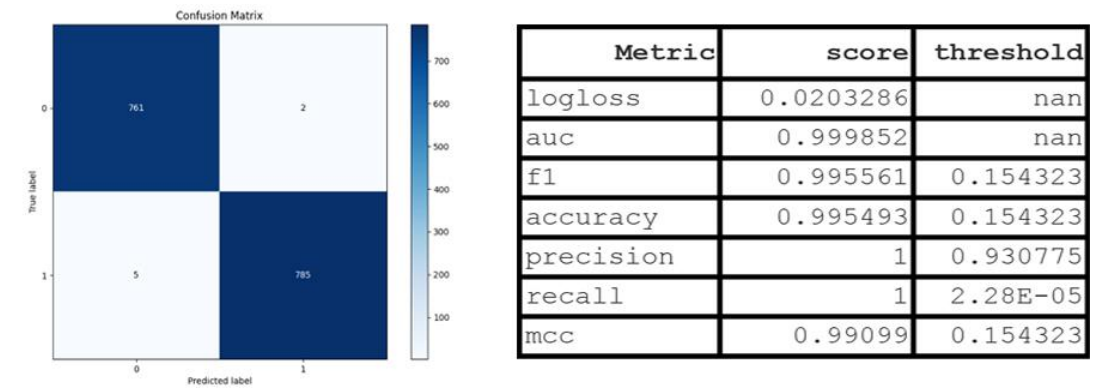 Confusion Matrix
0
761
2
True label
1
5
785
0
1
Predicted label
700
600
500
400
300
200
100
Metric score threshold
logloss 0.0203286 nan
auc 0.999852 nan
f1 0.995561 0.154323
accuracy 0.995493 0.154323
precision 1 0.930775
recall 1 2.28E-05
mcc 0.99099 0.154323